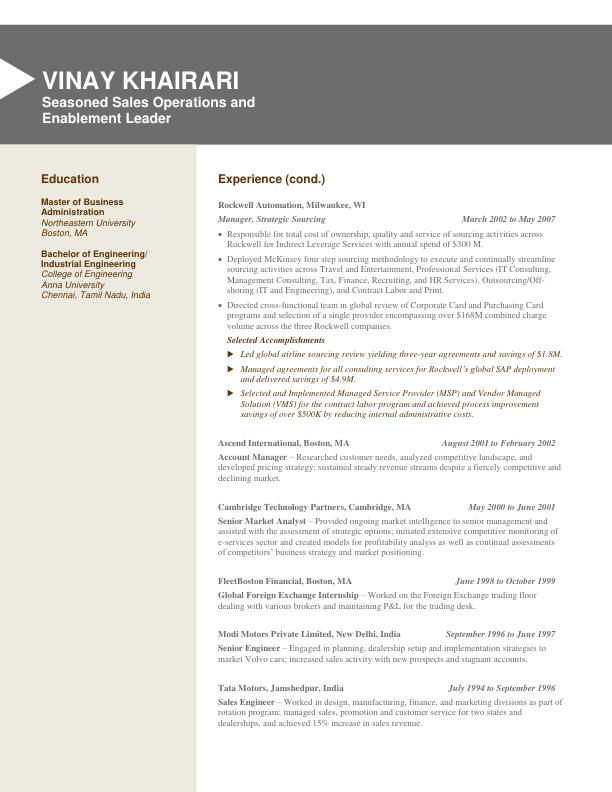 VINAY KHAIRARI
Seasoned Sales Operations and
Enablement Leader
Education
Master of Business
Administration
Northeastern University
Boston, MA
Bachelor of Engineering/
Industrial Engineering
College of Engineering
Anna University
Chennai, Tamil Nadu, India
Experience (cond.)
Rockwell Automation, Milwaukee, WI
Manager, Strategic Sourcing March 2002 to May 2007
• Responsible for total cost of ownership, quality and service of sourcing activities across
Rockwell for Indirect Leverage Services with annual spend of $300 M.
• Deployed McKinsey four step sourcing methodology to execute and continually streamline
sourcing activities across Travel and Entertainment, Professional Services (IT Consulting,
Management Consulting, Tax, Finance, Recruiting, and HR Services), Outsourcing/Off-
shoring (IT and Engineering), and Contract Labor and Print.
• Directed cross-functional team in global review of Corporate Card and Purchasing Card
programs and selection of a single provider encompassing over $168M combined charge
volume across the three Rockwell companies.
Selected Accomplishments
▶ Led global airline sourcing review yielding three-year agreements and savings of $1.8M.
▶ Managed agreements for all consulting services for Rockwell's global SAP deployment
and delivered savings of $4.9M.
▶ Selected and Implemented Managed Service Provider (MSP) and Vendor Managed
Solution (VMS) for the contract labor program and achieved process improvement
savings of over $500K by reducing internal administrative costs.
Ascend International, Boston, MA August 2001 to February 2002
Account Manager – Researched customer needs, analyzed competitive landscape, and
developed pricing strategy; sustained steady revenue streams despite a fiercely competitive and
declining market.
Cambridge Technology Partners, Cambridge, MA May 2000 to June 2001
Senior Market Analyst – Provided ongoing market intelligence to senior management and
assisted with the assessment of strategic options; initiated extensive competitive monitoring of
e-services sector and created models for profitability analyss as well as continual assessments
of competitors' business strategy and market positioning.
FleetBoston Financial, Boston, MA June 1998 to October 1999
Global Foreign Exchange Internship – Worked on the Foreign Exchange trading floor
dealing with various brokers and maintaining P&L for the trading desk.
Modi Motors Private Limited, New Delhi, India September 1996 to June 1997
Senior Engineer – Engaged in planning, dealership setup and implementation strategies to
market Volvo cars; increased sales activity with new prospects and stagnant accounts.
Tata Motors, Jamshedpur, India July 1994 to September 1996
Sales Engineer – Worked in design, manufacturing, finance, and marketing divisions as part of
rotation program; managed sales, promotion and customer service for two states and
dealerships, and achieved 15% increase in sales revenue.